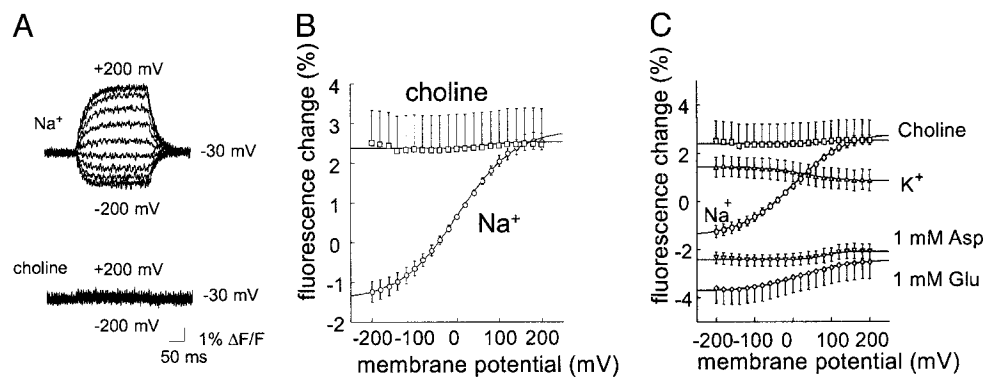 A
+200 mV
Na+
-30 mV
-200 mV
choline
+200 mV
-30 mV
-200 mV
1% ΔF/F
50 ms
B
fluorescence change (%)
4
3
2
1
0
-1
-2
choline
Na+
-200 -100 0 100 200
membrane potential (mV)
C
fluorescence change (%)
4
2
0
-2
-4
Choline
K+
Na+
1 mM Asp
1 mM Glu
-200 -100 0 100 200
membrane potential (mV)